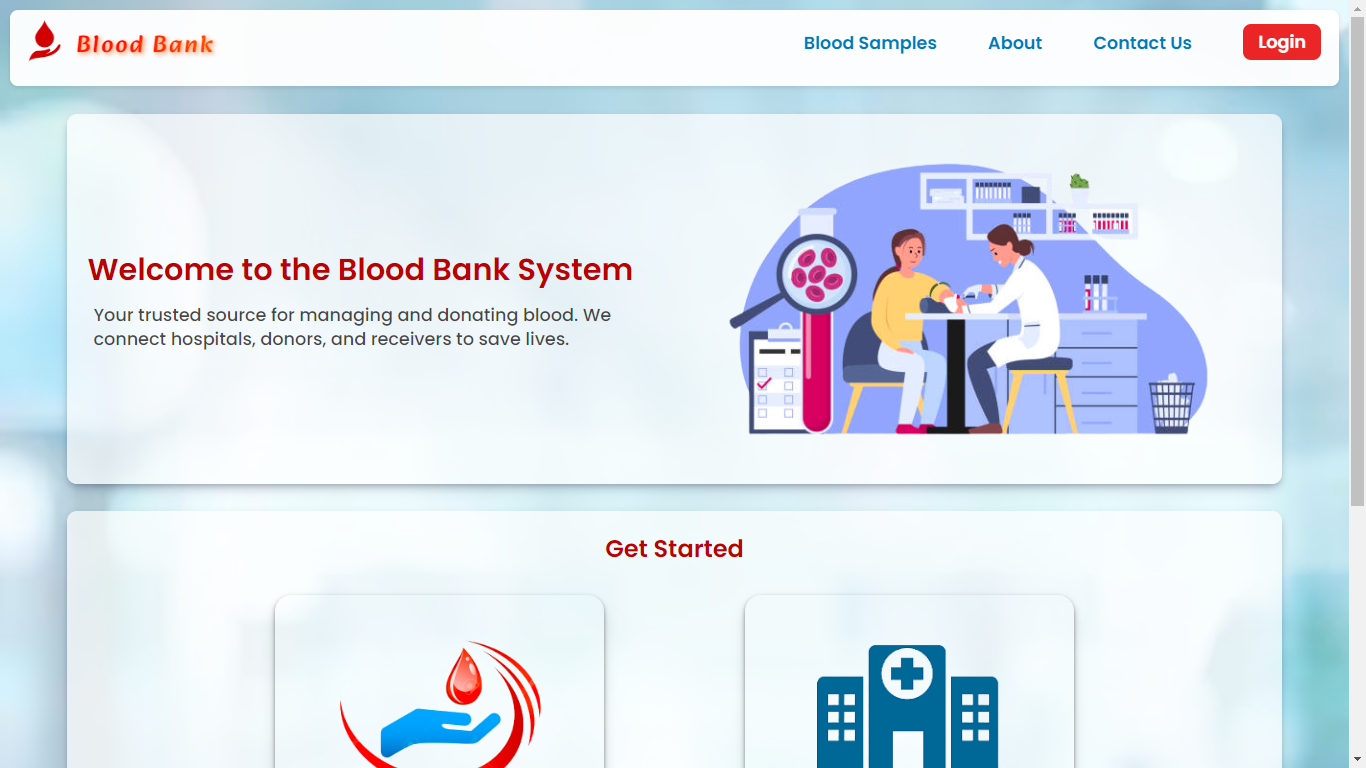 Blood Bank
Blood Samples
About
Contact Us
Login
Welcome to the Blood Bank System
Your trusted source for managing and donating blood. We
connect hospitals, donors, and receivers to save lives.
Get Started